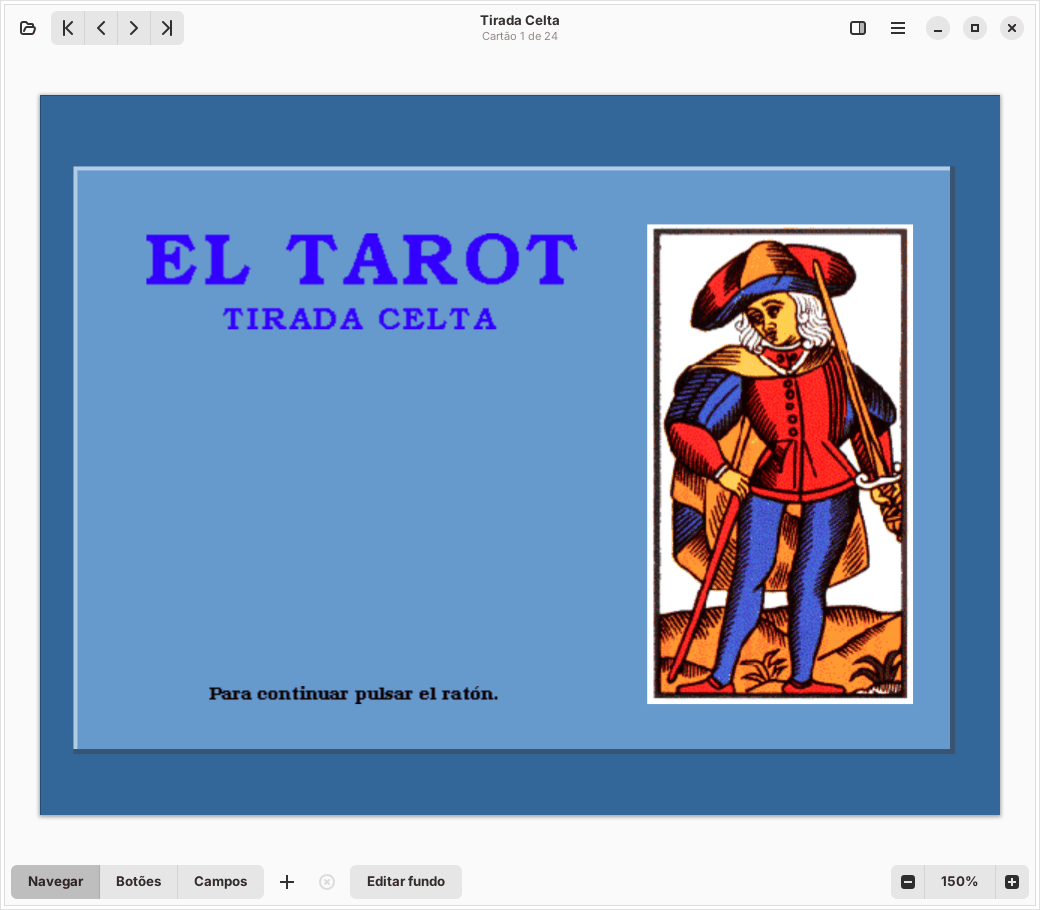 Tirada Celta
Cartão 1 de 24
EL TAROT
TIRADA CELTA
Para continuar pulsar el ratón.
Navegar
Botões
Campos
Editar fundo
150%